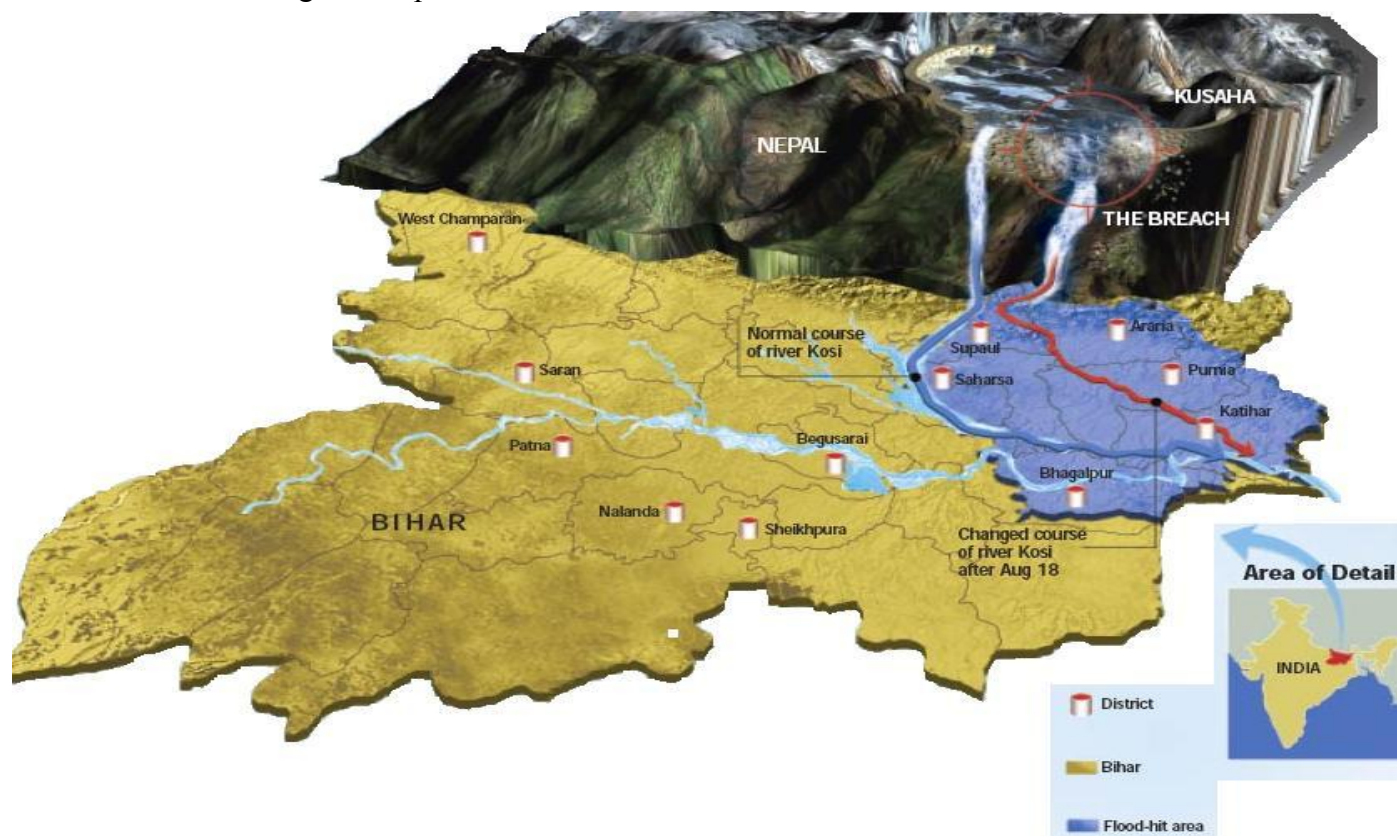 KUSAHA
NEPAL
THE BREACH
West Champaran
Normal course
of river Kosi
Araria
Supaul
Saharsa
Purnia
Saran
Katihar
Patna
Begusarai
Bhagalpur
BIHAR
Nalanda
Sheikhpura
Changed course
of river Kosi
after Aug 18
Area of Detail
INDIA
District
Bihar
Flood-hit area